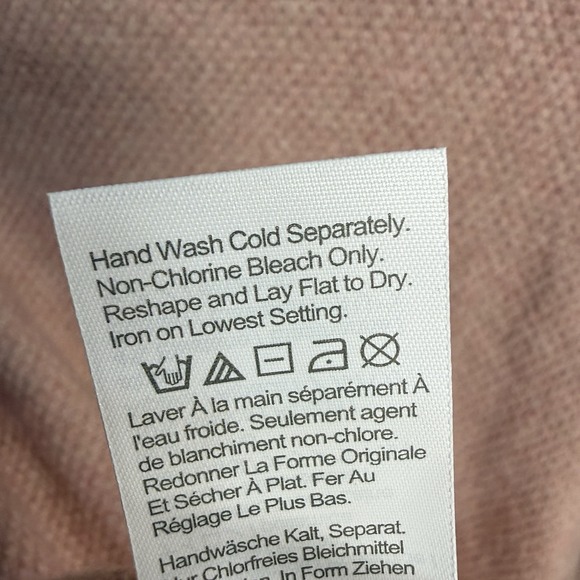 Hand Wash Cold Separately.
Non-Chlorine Bleach Only.
Reshape and Lay Flat to Dry.
Iron on Lowest Setting.
Laver À la main séparément À
l'eau froide. Seulement agent
de blanchiment non-chlore.
Redonner La Forme Originale
Et Sécher À Plat. Fer Au
Réglage Le Plus Bas.
Handwäsche Kalt, Separat.
Chlorfreies Bleichmittel
In Form Ziehen